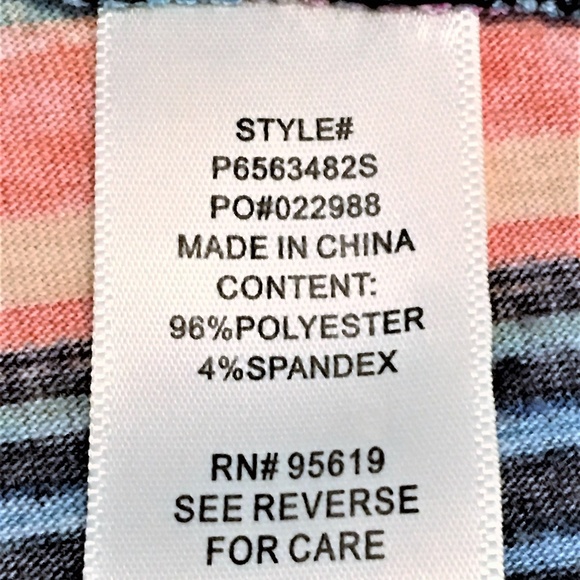 STYLE#
P6563482S
PO#022988
MADE IN CHINA
CONTENT:
96%POLYESTER
4%SPANDEX
RN# 95619
SEE REVERSE
FOR CARE